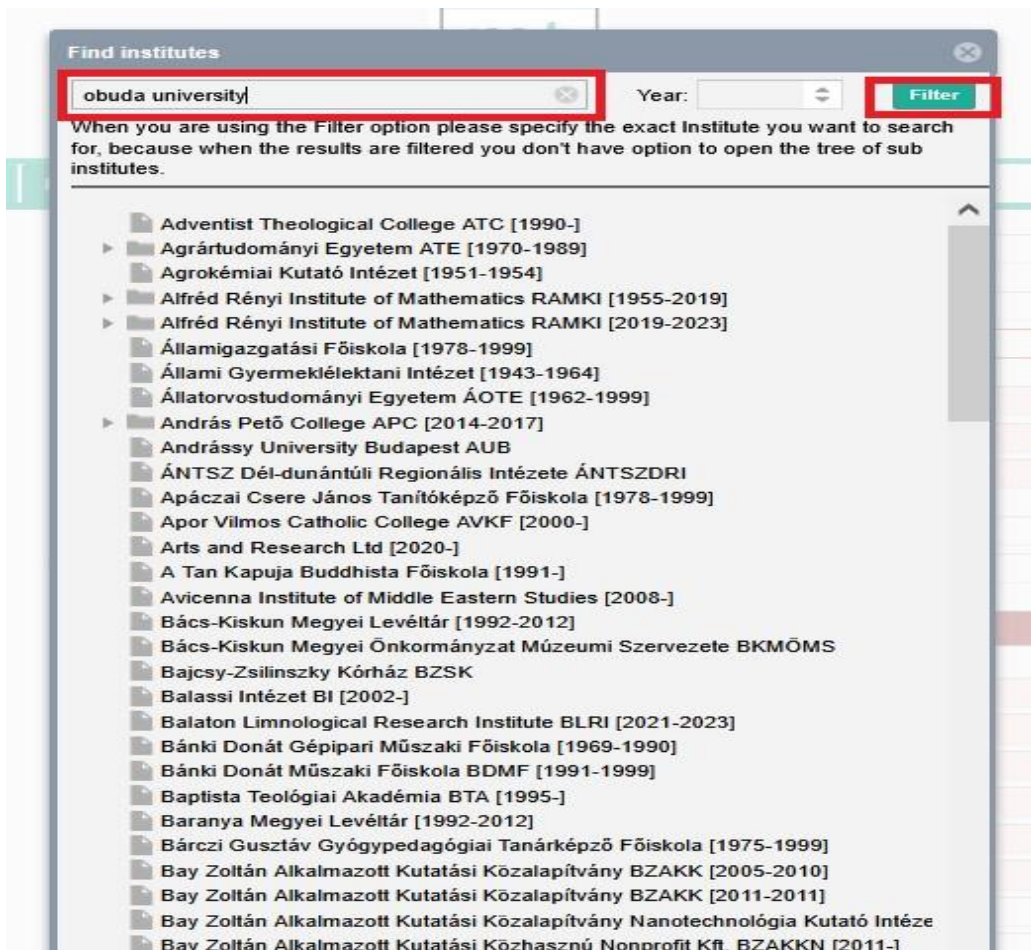 Find institutes
obuda university Year: Filter
When you are using the Filter option please specify the exact Institute you want to search
for, because when the results are filtered you don't have option to open the tree of sub
institutes.
Adventist Theological College ATC [1990-]
Agrártudományi Egyetem ATE [1970-1989]
Agrokémiai Kutató Intézet [1951-1954]
Alfréd Rényi Institute of Mathematics RAMKI [1955-2019]
Alfréd Rényi Institute of Mathematics RAMKI [2019-2023]
Államigazgatási Főiskola [1978-1999]
Állami Gyermeklélektani Intézet [1943-1964]
Állatorvostudományi Egyetem ÁOTE [1962-1999]
András Pető College APC [2014-2017]
Andrássy University Budapest AUB
ÁNTSZ Dél-dunántúli Regionális Intézete ÁNTSZDRI
Apáczai Csere János Tanítóképző Főiskola [1978-1999]
Apor Vilmos Catholic College AVKF [2000-]
Arts and Research Ltd [2020-]
A Tan Kapuja Buddhista Főiskola [1991-]
Avicenna Institute of Middle Eastern Studies [2008-]
Bács-Kiskun Megyei Levéltár [1992-2012]
Bács-Kiskun Megyei Önkormányzat Múzeumi Szervezete BKMÖMS
Bajcsy-Zsilinszky Kórház BZSK
Balassi Intézet BI [2002-]
Balaton Limnological Research Institute BLRI [2021-2023]
Bánki Donát Gépipari Műszaki Főiskola [1969-1990]
Bánki Donát Műszaki Főiskola BDMF [1991-1999]
Baptista Teológiai Akadémia BTA [1995-]
Baranya Megyei Levéltár [1992-2012]
Bárczi Gusztáv Gyógypedagógiai Tanárképző Főiskola [1975-1999]
Bay Zoltán Alkalmazott Kutatási Közalapítvány BZAKK [2005-2010]
Bay Zoltán Alkalmazott Kutatási Közalapítvány BZAKK [2011-2011]
Bay Zoltán Alkalmazott Kutatási Közalapítvány Nanotechnológia Kutató Intéze
Bay Zoltán Alkalmazott Kutatási Közhasznú Nonprofit Kft. BZAKKN [2011-]